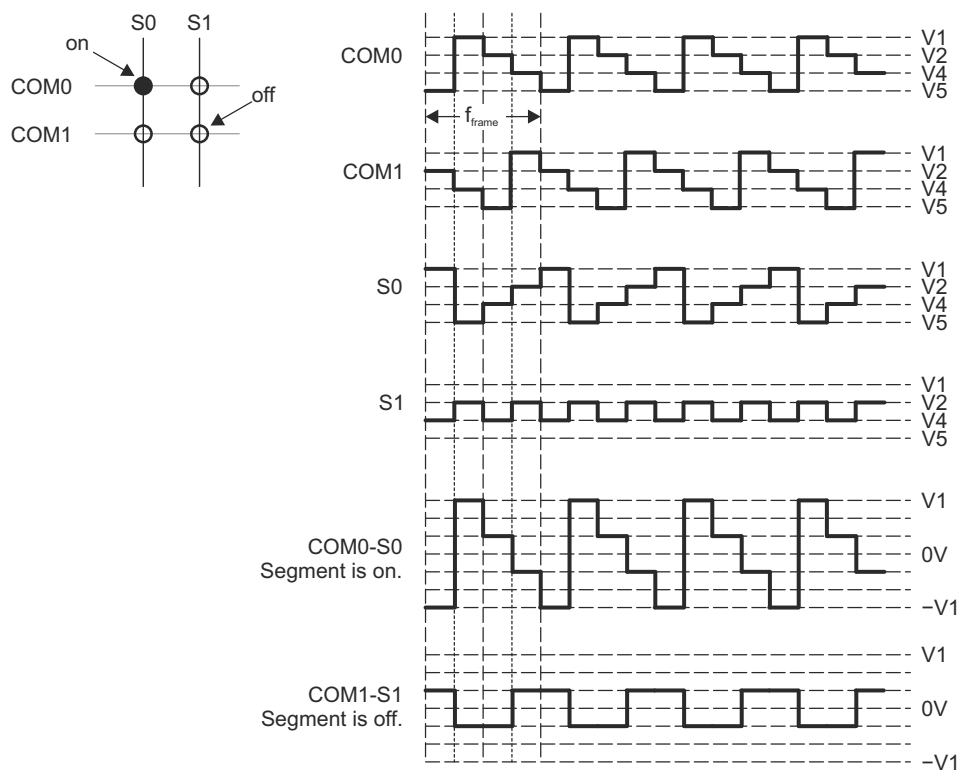 S0 S1
on
COM0
off
COM1
COM0
V1
V2
V4
V5
fframe
COM1
V1
V2
V4
V5
S0
V1
V2
V4
V5
S1
V1
V2
V4
V5
COM0-S0
Segment is on.
V1
0V
−V1
COM1-S1
Segment is off.
V1
0V
−V1